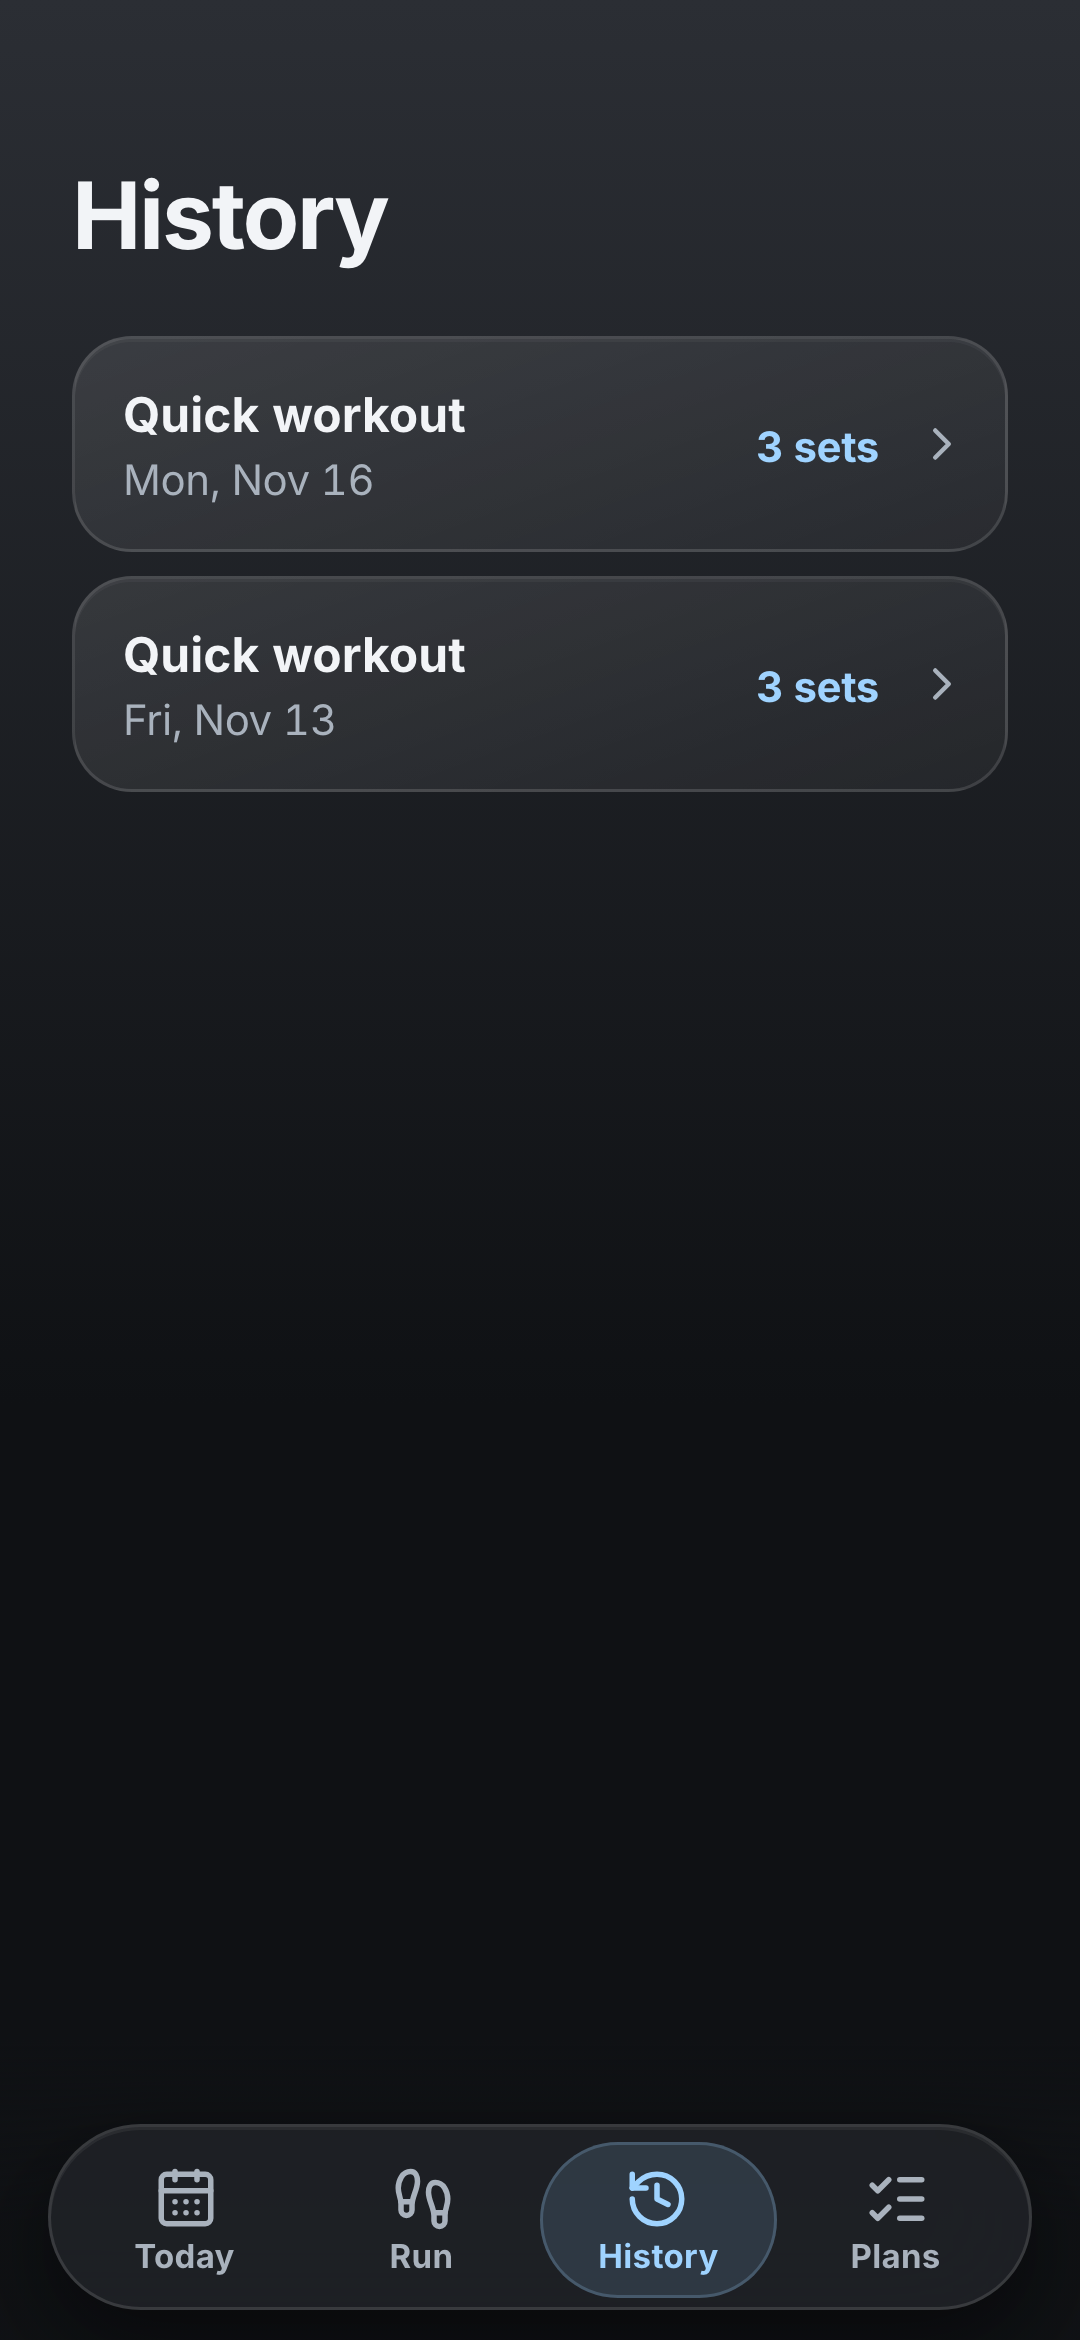 History
Quick workout
Mon, Nov 16
3 sets
Quick workout
Fri, Nov 13
3 sets
Today
Run
History
Plans